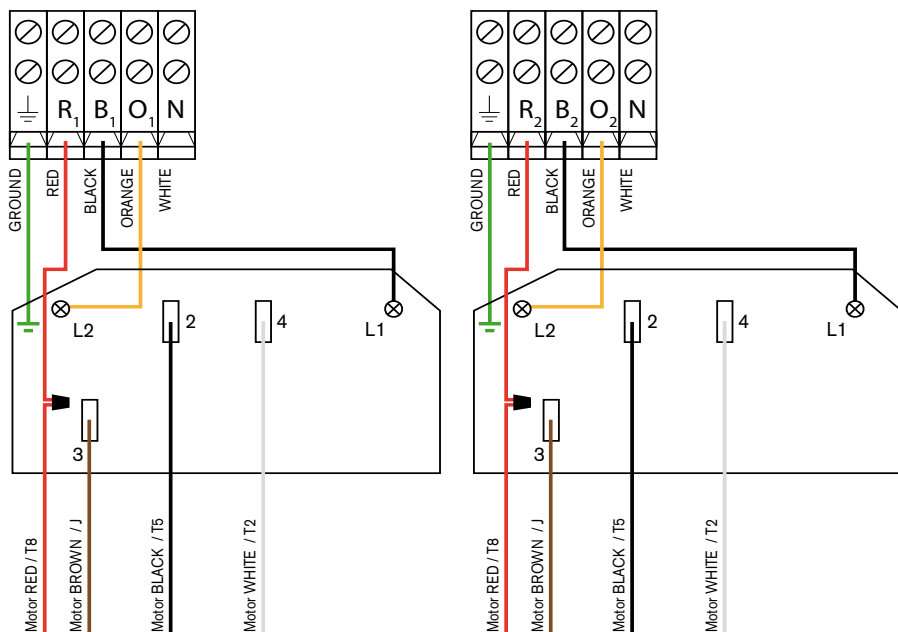 R1 B1 O1 N
R2 B2 O2 N
GROUND
RED
BLACK
ORANGE
WHITE
GROUND
RED
BLACK
ORANGE
WHITE
L2
2
4
L1
L2
2
4
L1
3
3
Motor RED / T8
Motor BROWN / J
Motor BLACK / T5
Motor WHITE / T2
Motor RED / T8
Motor BROWN / J
Motor BLACK / T5
Motor WHITE / T2